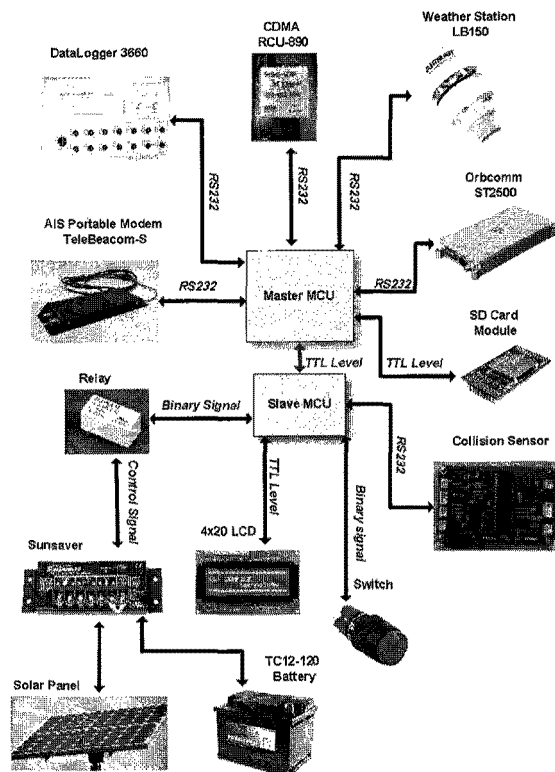 CDMA
RCU-890
Weather Station
LB150
DataLogger 3660
RS232
RS232
RS232
Orbcomm
ST2500
AIS Portable Modem
TeleBeacom-S
RS232
Master MCU
RS232
SD Card
Module
TTL Level
TTL Level
Relay
Binary Signal
Slave MCU
RS232
Collision Sensor
Control Signal
TTL Level
Binary signal
Sunsaver
4x20 LCD
Switch
TC12-120
Battery
Solar Panel